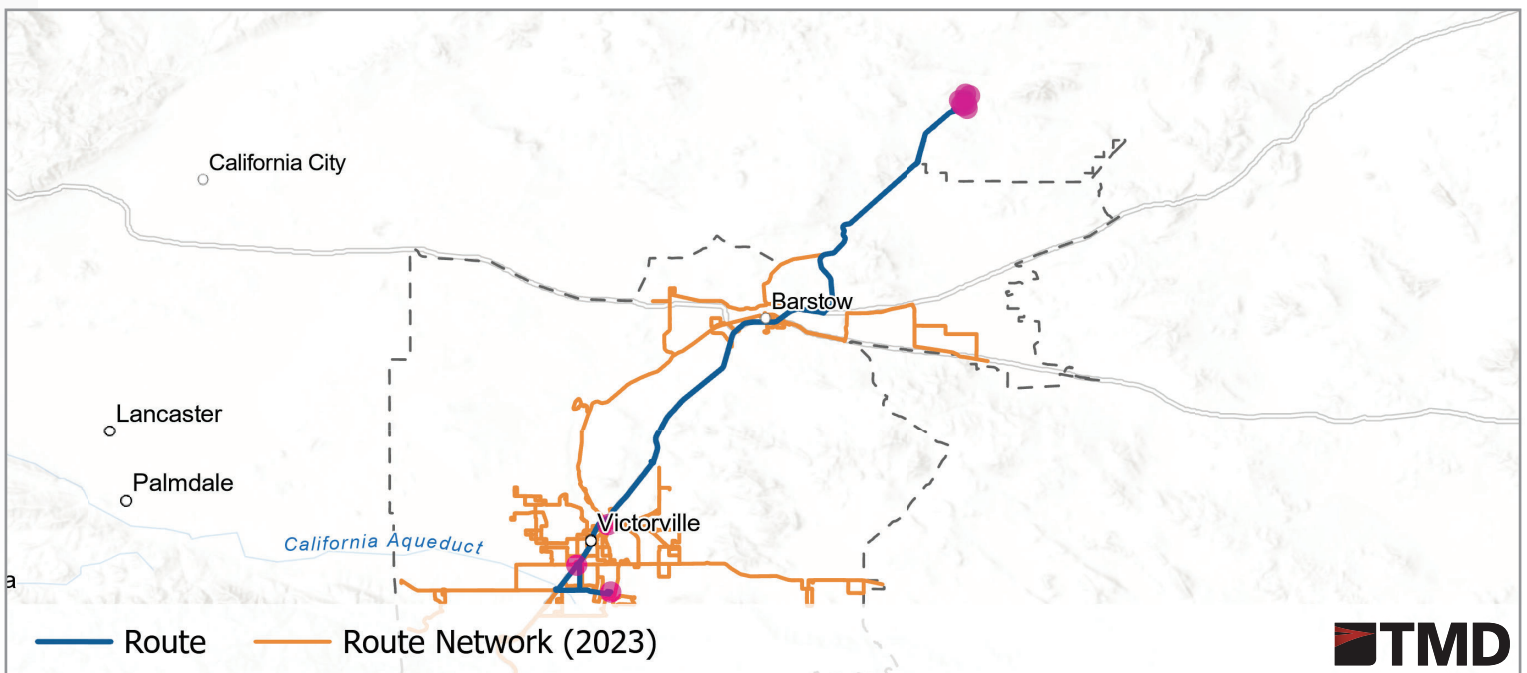 California City
Barstow
Lancaster
Palmdale
Victorville
California Aqueduct
a
Route
Route Network (2023)
TMD